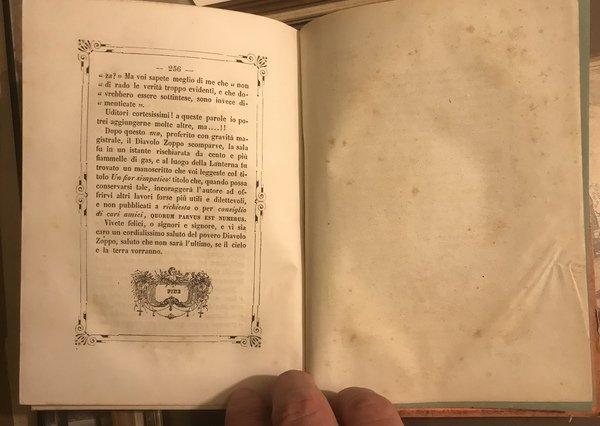 — 256 —
« za? » Ma voi sapete meglio di me che « non
« di rado le verità troppo evidenti, e che do-
« vrebbero essere sottintese, sono invece di-
« menticate ».
Uditori cortesissimi! a queste parole io po-
trei aggiungerne molte altre, ma....!!
Dopo questo ma, proferito con gravità ma-
gistrale, il Diavolo Zoppo scomparve, la sala
fu in un istante rischiarata da cento e più
fiammelle di gas, e al luogo della Lanterna fu
trovato un manoscritto che voi leggeste col ti-
tolo Un fior simpatico: titolo che, quando possa
conservarsi tale, incoraggerà l'autore ad of-
frirvi altri lavori forse più utili e dilettevoli,
e non pubblicati a richiesta o per consiglio
di cari amici, QUORUM PARVUS EST NUMERUS.
Vivete felici, o signori e signore, e vi sia
caro un cordialissimo saluto del povero Diavolo
Zoppo, saluto che non sarà l'ultimo, se il cielo
e la terra vorranno.
FINE